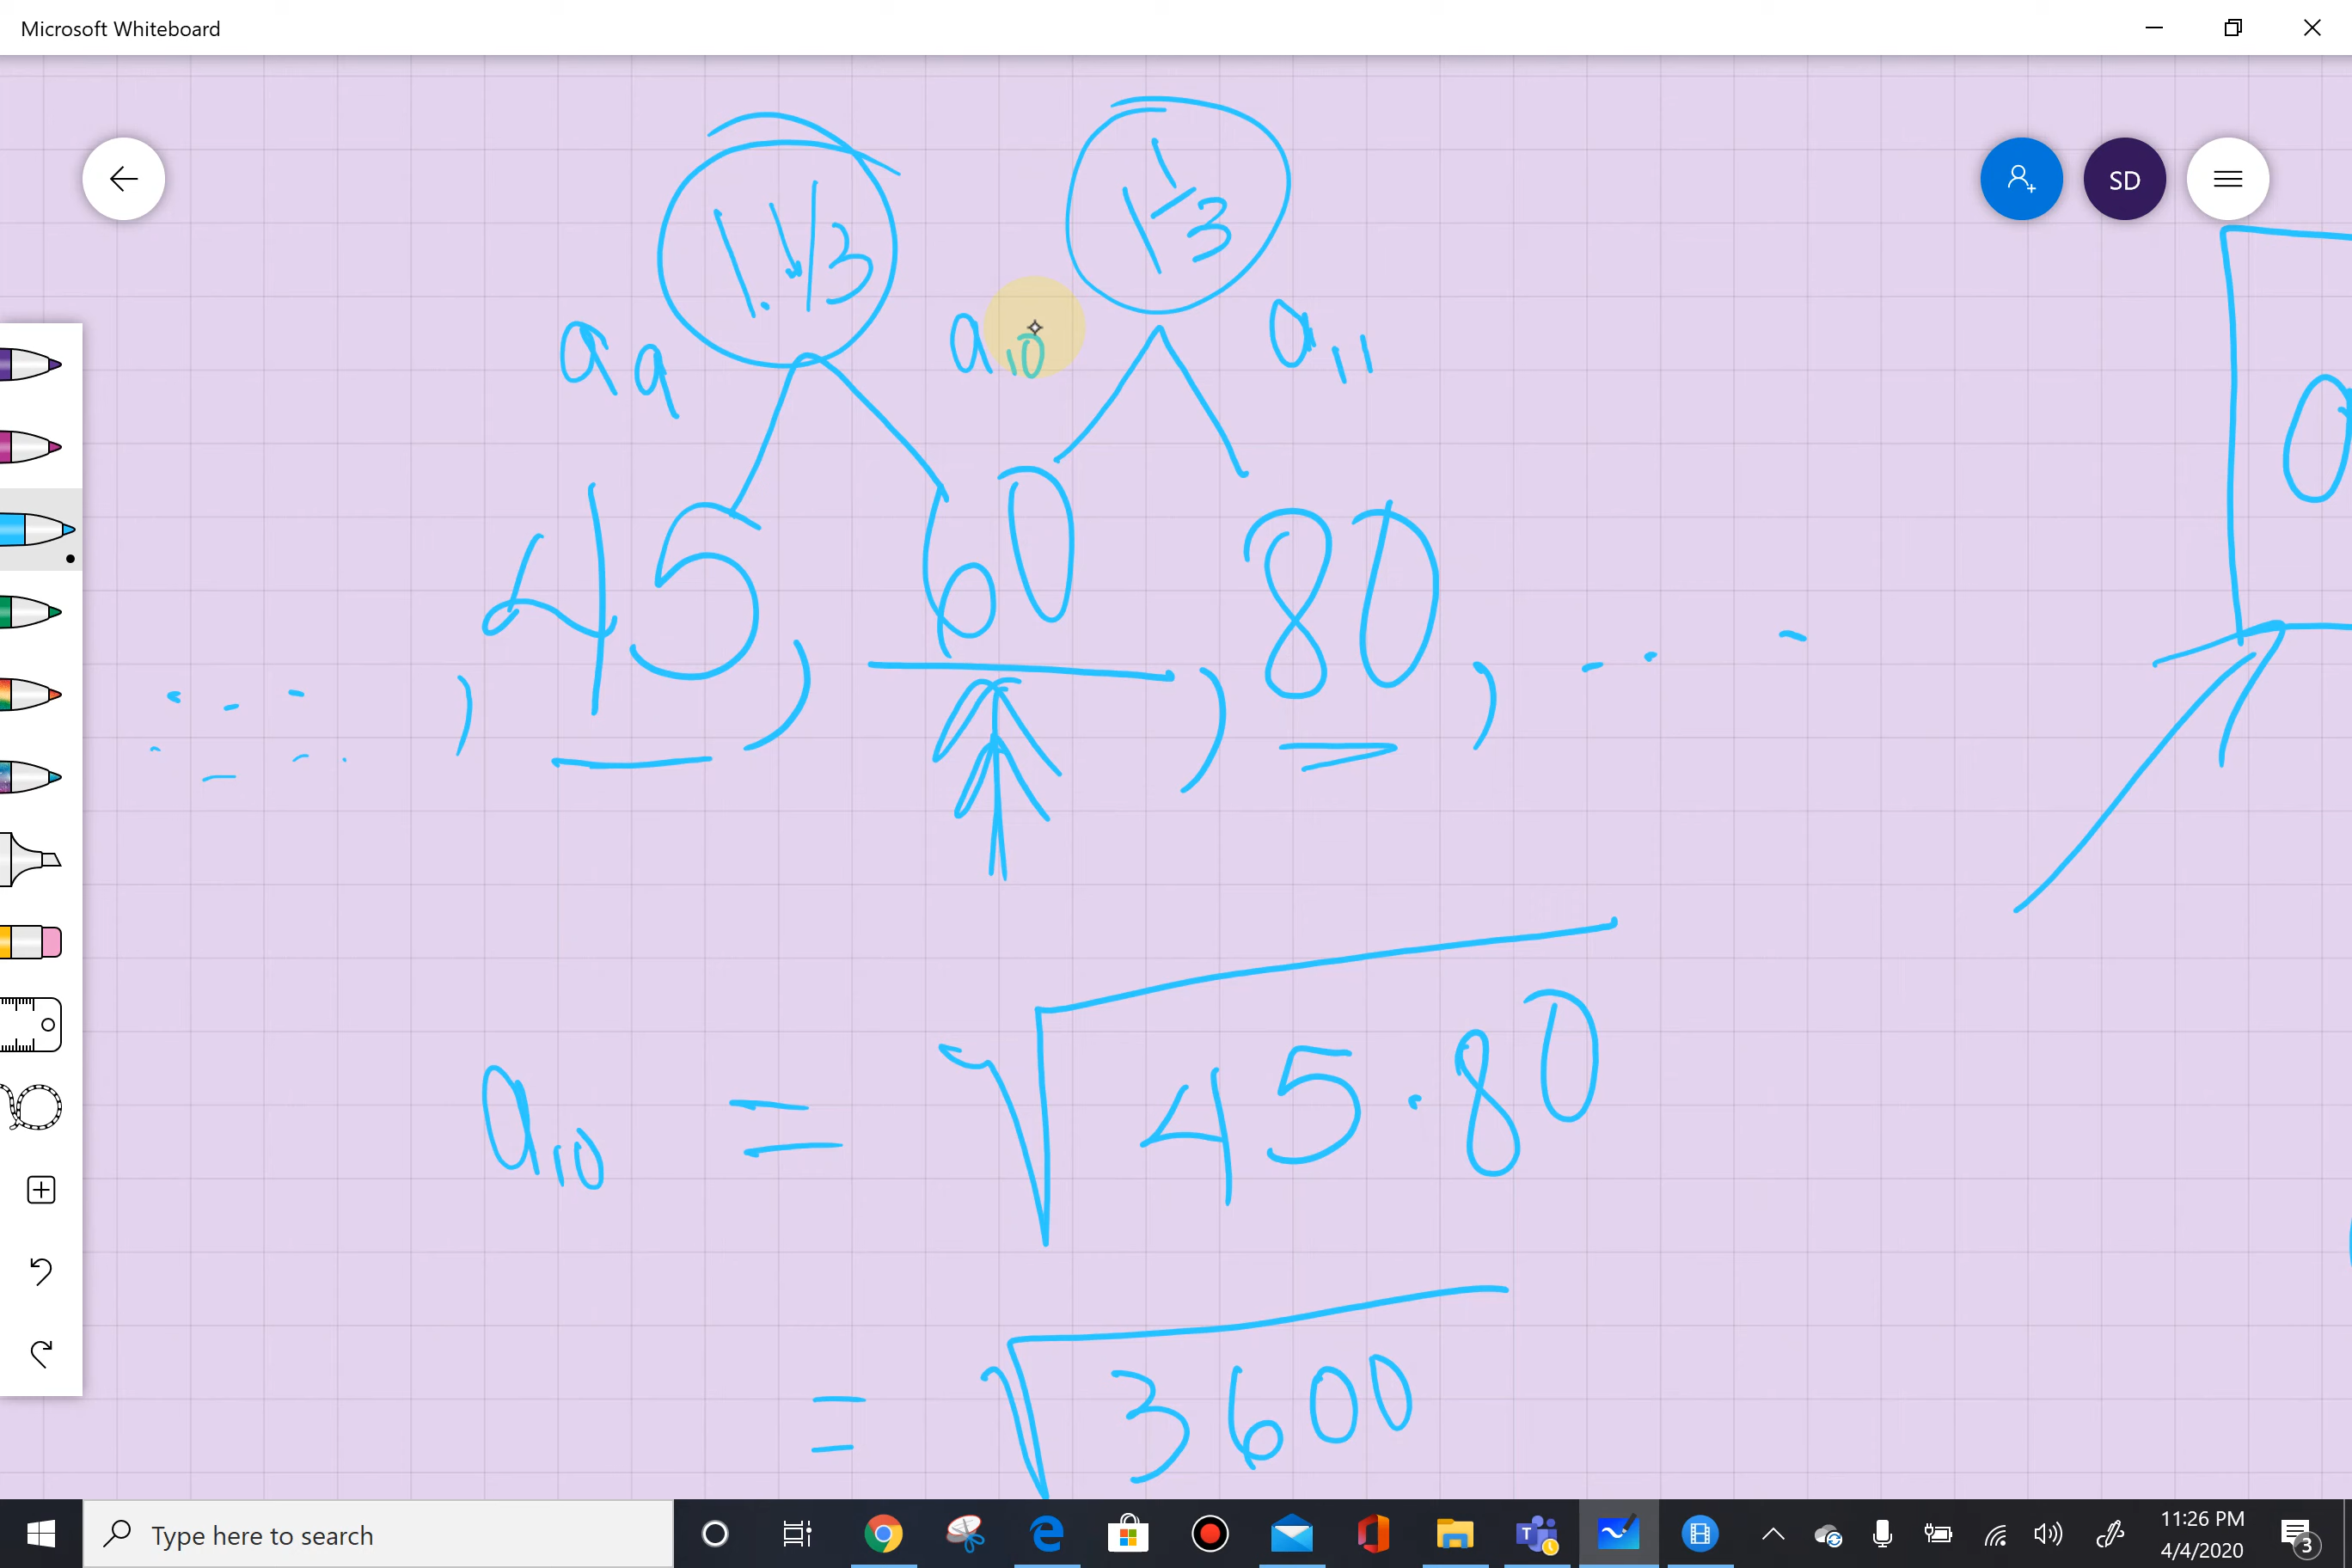 Microsoft Whiteboard
1.1/3 1 1/3
SD
a₉ a₁₀ a₁₁
, 45, 60, 80,
a₁₀ = √45·80
= √3600
Type here to search
11:26 PM
4/4/2020
3